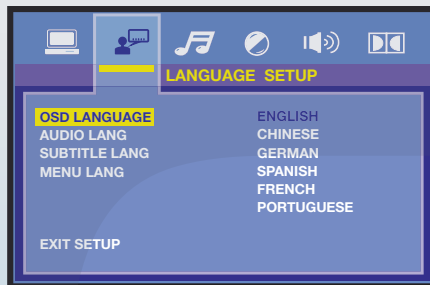 LANGUAGE SETUP
OSD LANGUAGE ENGLISH
AUDIO LANG CHINESE
SUBTITLE LANG GERMAN
MENU LANG SPANISH
FRENCH
PORTUGUESE
EXIT SETUP